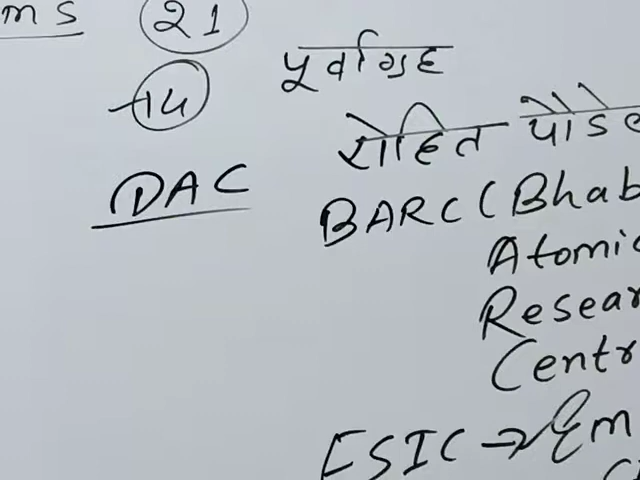 ms 21
14
पूर्वाग्रह
रोहित पौडे
DAC
BARC (Bhab
Atomic
Resear
Centr
ESIC → Em